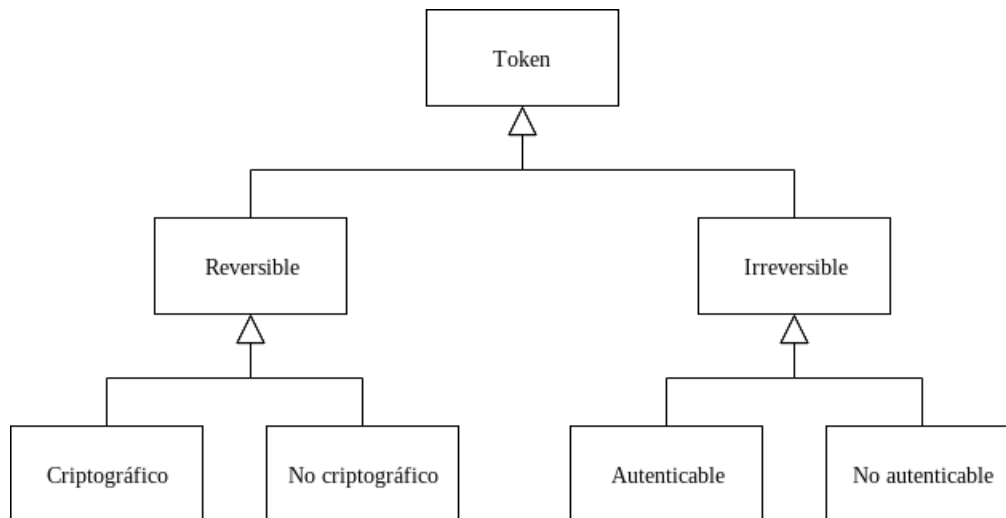 Token
Reversible
Irreversible
Criptográfico
No criptográfico
Autenticable
No autenticable